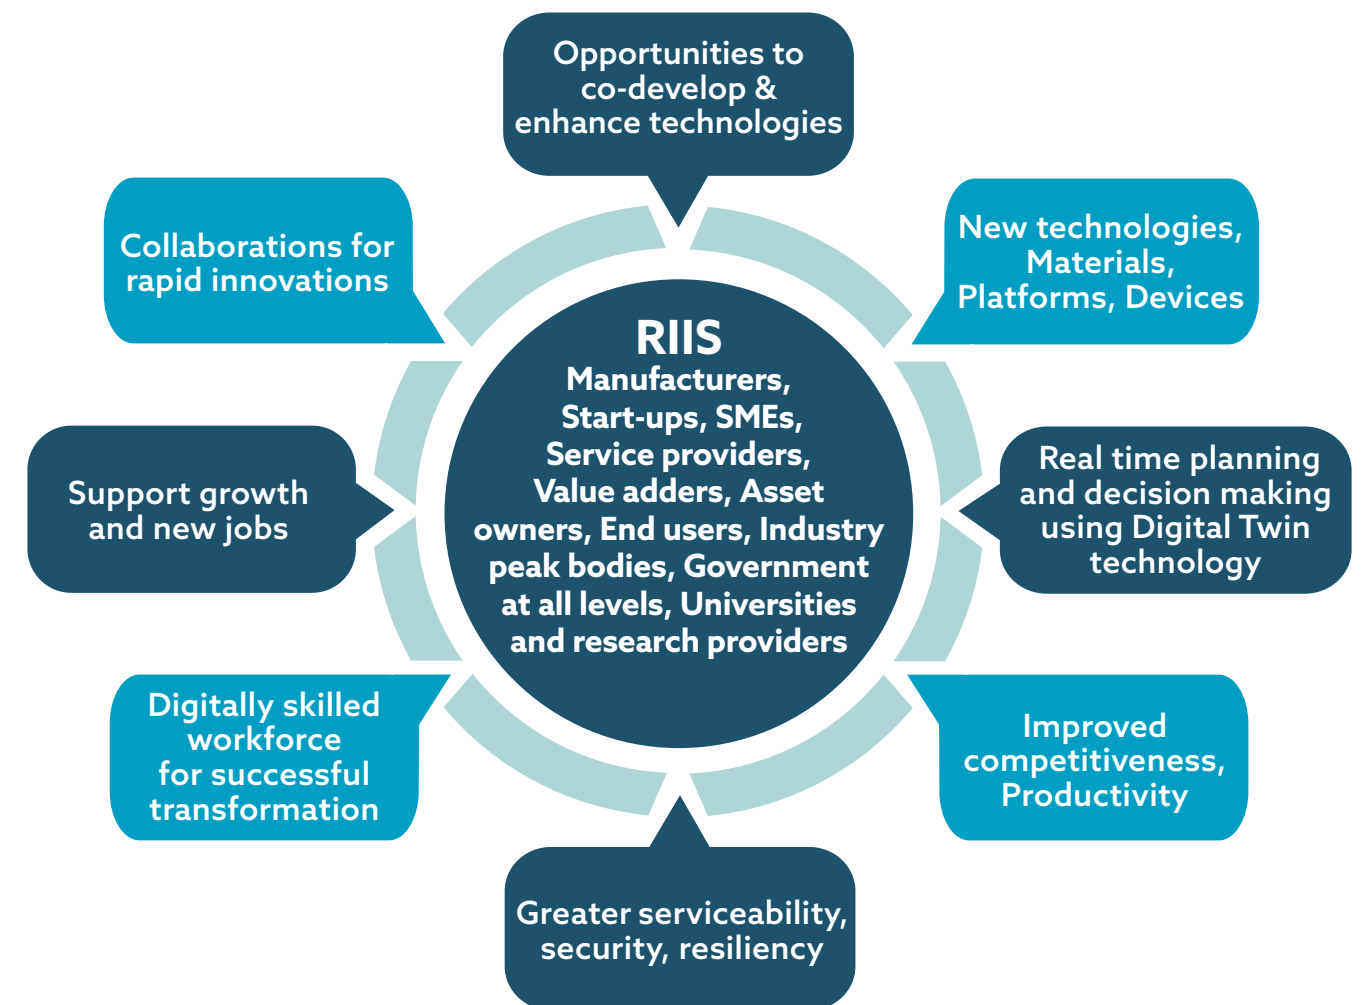 Opportunities to
co-develop &
enhance technologies
Collaborations for
rapid innovations
New technologies,
Materials,
Platforms, Devices
RIIS
Manufacturers,
Start-ups, SMEs,
Service providers,
Value adders, Asset
owners, End users, Industry
peak bodies, Government
at all levels, Universities
and research providers
Support growth
and new jobs
Real time planning
and decision making
using Digital Twin
technology
Digitally skilled
workforce
for successful
transformation
Improved
competitiveness,
Productivity
Greater serviceability,
security, resiliency